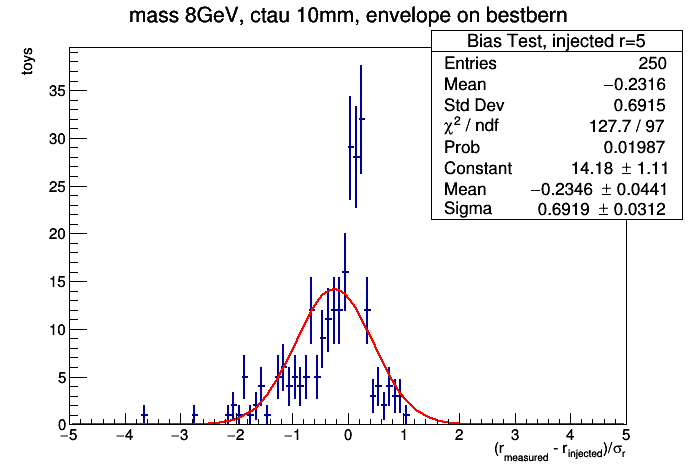 mass 8GeV, ctau 10mm, envelope on bestbern
Bias Test, injected r=5
Entries 250
Mean −0.2316
Std Dev 0.6915
χ² / ndf 127.7 / 97
Prob 0.01987
Constant 14.18 ± 1.11
Mean −0.2346 ± 0.0441
Sigma 0.6919 ± 0.0312
toys
35
30
25
20
15
10
5
0
−5 −4 −3 −2 −1 0 1 2 3 4 5
(r_measured - r_injected)/σ_r